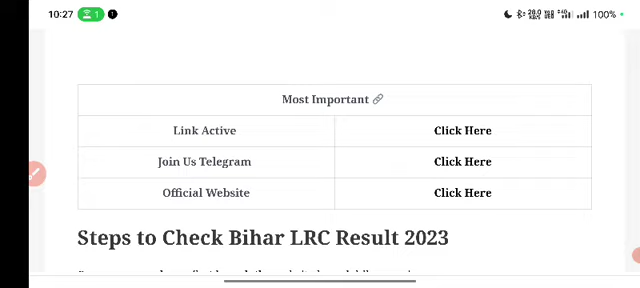 10:27 1 100%
Most Important
Link Active Click Here
Join Us Telegram Click Here
Official Website Click Here
Steps to Check Bihar LRC Result 2023